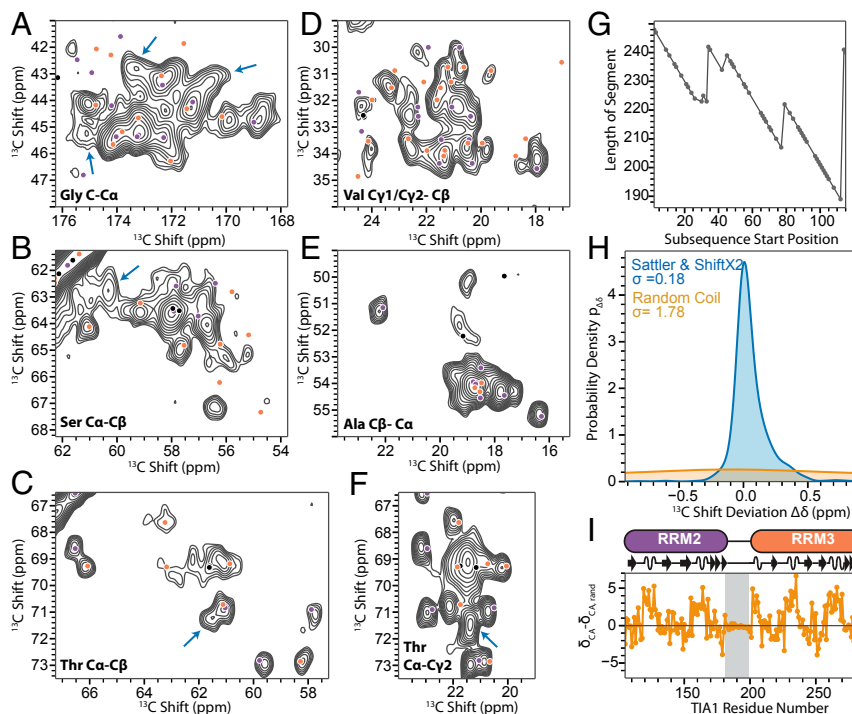 A
42
43
44
45
46
47
13C Shift (ppm)
Gly C-Cα
176 174 172 170 168
13C Shift (ppm)
B
62
63
64
65
66
67
68
13C Shift (ppm)
Ser Cα-Cβ
62 60 58 56 54
13C Shift (ppm)
C
67
68
69
70
71
72
73
13C Shift (ppm)
Thr Cα-Cβ
66 64 62 60 58
13C Shift (ppm)
D
30
31
32
33
34
35
13C Shift (ppm)
Val Cγ1/Cγ2- Cβ
24 22 20 18
13C Shift (ppm)
E
50
51
52
53
54
55
13C Shift (ppm)
Ala Cβ- Cα
22 20 18 16
13C Shift (ppm)
F
67
68
69
70
71
72
73
13C Shift (ppm)
Thr
Cα-Cγ2
22 20
13C Shift (ppm)
G
240
230
220
210
200
190
Length of Segment
20 40 60 80 100
Subsequence Start Position
H
Sattler & ShiftX2
σ =0.18
Random Coil
σ= 1.78
4
3
2
1
0
Probability Density pΔδ
−0.5 0.0 0.5
13C Shift Deviation Δδ (ppm)
I
RRM2 RRM3
5
0
−5
δCA-δCA, rand
150 200 250
TIA1 Residue Number